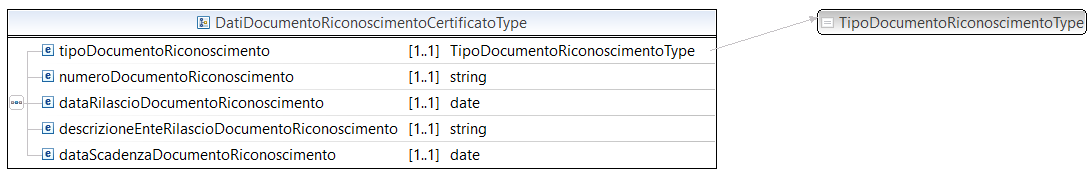 DatiDocumentoRiconoscimentoCertificatoType
TipoDocumentoRiconoscimentoType
tipoDocumentoRiconoscimento [1..1] TipoDocumentoRiconoscimentoType
numeroDocumentoRiconoscimento [1..1] string
dataRilascioDocumentoRiconoscimento [1..1] date
descrizioneEnteRilascioDocumentoRiconoscimento [1..1] string
dataScadenzaDocumentoRiconoscimento [1..1] date